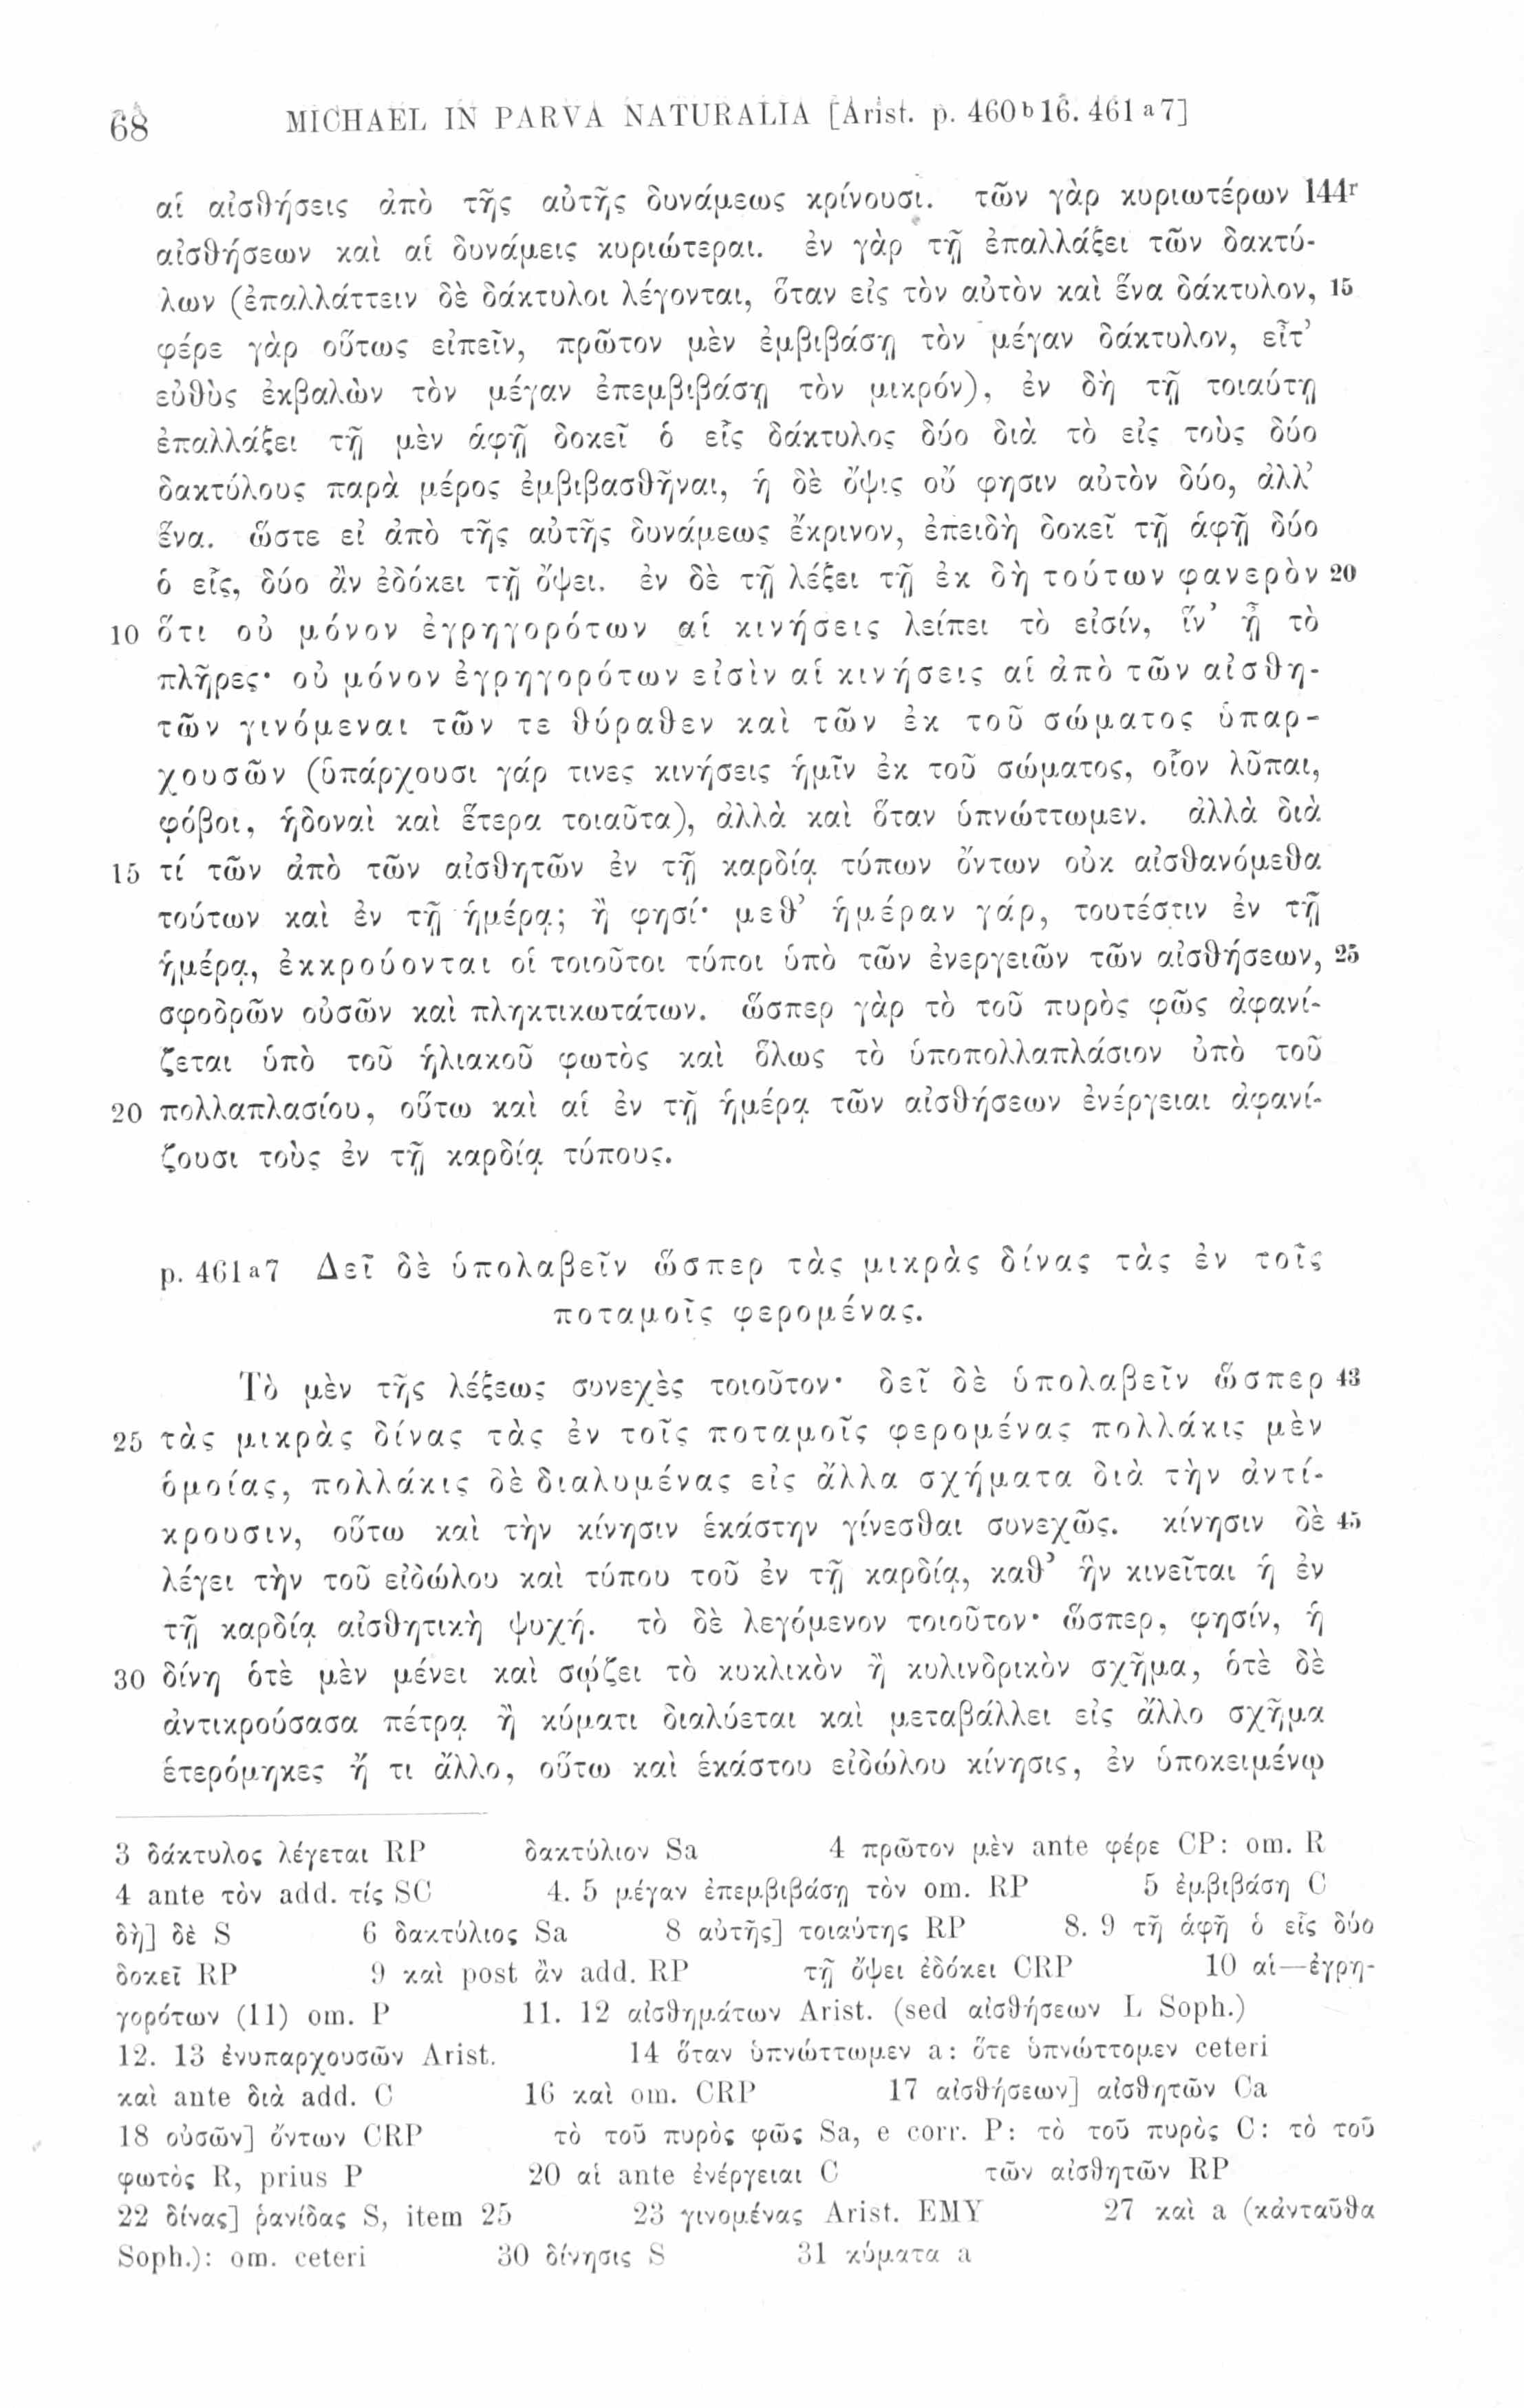 68 MICHAEL IN PARVA NATURALIA [Arist. p. 460b16. 461a7]
αἱ αἰσθήσεις ἀπὸ τῆς αὐτῆς δυνάμεως κρίνουσι. τῶν γὰρ κυριωτέρων 144r
αἰσθήσεων καὶ αἱ δυνάμεις κυριώτεραι. ἐν γὰρ τῇ ἐπαλλάξει τῶν δακτύ-
λων (ἐπαλλάττειν δὲ δάκτυλοι λέγονται, ὅταν εἰς τὸν αὐτὸν καὶ ἕνα δάκτυλον, 15
φέρε γὰρ οὕτως εἰπεῖν, πρῶτον μὲν ἐμβιβάσῃ τὸν μέγαν δάκτυλον, εἶτ’
εὐθὺς ἐκβαλὼν τὸν μέγαν ἐπεμβιβάσῃ τὸν μικρόν), ἐν δὴ τῇ τοιαύτῃ
ἐπαλλάξει τῇ μὲν ἁφῇ δοκεῖ ὁ εἷς δάκτυλος δύο διὰ τὸ εἰς τοὺς δύο
δακτύλους παρὰ μέρος ἐμβιβασθῆναι, ἡ δὲ ὄψις οὔ φησιν αὐτὸν δύο, ἀλλ’
ἕνα. ὥστε εἰ ἀπὸ τῆς αὐτῆς δυνάμεως ἔκρινον, ἐπειδὴ δοκεῖ τῇ ἁφῇ δύο
ὁ εἷς, δύο ἂν ἐδόκει τῇ ὄψει. ἐν δὲ τῇ λέξει τῇ ἐκ δὴ τούτων φανερὸν 20
10 ὅτι οὐ μόνον ἐγρηγορότων αἱ κινήσεις λείπει τὸ εἰσίν, ἵν’ ᾖ τὸ
πλῆρες· οὐ μόνον ἐγρηγορότων εἰσὶν αἱ κινήσεις αἱ ἀπὸ τῶν αἰσθη-
τῶν γινόμεναι τῶν τε θύραθεν καὶ τῶν ἐκ τοῦ σώματος ὑπαρ-
χουσῶν (ὑπάρχουσι γάρ τινες κινήσεις ἡμῖν ἐκ τοῦ σώματος, οἷον λῦπαι,
φόβοι, ἡδοναὶ καὶ ἕτερα τοιαῦτα), ἀλλὰ καὶ ὅταν ὑπνώττωμεν. ἀλλὰ διὰ
15 τί τῶν ἀπὸ τῶν αἰσθητῶν ἐν τῇ καρδίᾳ τύπων ὄντων οὐκ αἰσθανόμεθα
τούτων καὶ ἐν τῇ ἡμέρᾳ; ἢ φησί· μεθ’ ἡμέραν γάρ, τουτέστιν ἐν τῇ
ἡμέρᾳ, ἐκκρούονται οἱ τοιοῦτοι τύποι ὑπὸ τῶν ἐνεργειῶν τῶν αἰσθήσεων, 25
σφοδρῶν οὐσῶν καὶ πληκτικωτάτων. ὥσπερ γὰρ τὸ τοῦ πυρὸς φῶς ἀφανί-
ζεται ὑπὸ τοῦ ἡλιακοῦ φωτὸς καὶ ὅλως τὸ ὑποπολλαπλάσιον ὑπὸ τοῦ
20 πολλαπλασίου, οὕτω καὶ αἱ ἐν τῇ ἡμέρᾳ τῶν αἰσθήσεων ἐνέργειαι ἀφανί-
ζουσι τοὺς ἐν τῇ καρδίᾳ τύπους.
p. 461a7 Δεῖ δὲ ὑπολαβεῖν ὥσπερ τὰς μικρὰς δίνας τὰς ἐν τοῖς
ποταμοῖς φερομένας.
Τὸ μὲν τῆς λέξεως συνεχὲς τοιοῦτον· δεῖ δὲ ὑπολαβεῖν ὥσπερ 43
25 τὰς μικρὰς δίνας τὰς ἐν τοῖς ποταμοῖς φερομένας πολλάκις μὲν
ὁμοίας, πολλάκις δὲ διαλυμένας εἰς ἄλλα σχήματα διὰ τὴν ἀντί-
κρουσιν, οὕτω καὶ τὴν κίνησιν ἑκάστην γίνεσθαι συνεχῶς. κίνησιν δὲ 45
λέγει τὴν τοῦ εἰδώλου καὶ τύπου τοῦ ἐν τῇ καρδίᾳ, καθ’ ἣν κινεῖται ἡ ἐν
τῇ καρδίᾳ αἰσθητικὴ ψυχή. τὸ δὲ λεγόμενον τοιοῦτον· ὥσπερ, φησίν, ἡ
30 δίνη ὁτὲ μὲν μένει καὶ σῴζει τὸ κυκλικὸν ἢ κυλινδρικὸν σχῆμα, ὁτὲ δὲ
ἀντικρούσασα πέτρᾳ ἢ κύματι διαλύεται καὶ μεταβάλλει εἰς ἄλλο σχῆμα
ἑτερόμηκες ἤ τι ἄλλο, οὕτω καὶ ἑκάστου εἰδώλου κίνησις, ἐν ὑποκειμένῳ
3 δάκτυλος λέγεται RP δακτύλιον Sa 4 πρῶτον μὲν ante φέρε CP: om. R
4 ante τὸν add. τίς SC 4. 5 μέγαν ἐπεμβιβάσῃ τὸν om. RP 5 ἐμβιβάσῃ C
δὴ] δὲ S 6 δακτύλιος Sa 8 αὐτῆς] τοιαύτης RP 8. 9 τῇ ἁφῇ ὁ εἷς δύο
δοκεῖ RP 9 καὶ post ἂν add. RP τῇ ὄψει ἐδόκει CRP 10 αἱ—ἐγρη-
γορότων (11) om. P 11. 12 αἰσθημάτων Arist. (sed αἰσθήσεων L Soph.)
12. 13 ἐνυπαρχουσῶν Arist. 14 ὅταν ὑπνώττωμεν a: ὅτε ὑπνώττομεν ceteri
καὶ ante διὰ add. C 16 καὶ om. CRP 17 αἰσθήσεων] αἰσθητῶν Ca
18 οὐσῶν] ὄντων CRP τὸ τοῦ πυρὸς φῶς Sa, e corr. P: τὸ τοῦ πυρὸς C: τὸ τοῦ
φωτὸς R, prius P 20 αἱ ante ἐνέργειαι C τῶν αἰσθητῶν RP
22 δίνας] ῥανίδας S, item 25 23 γινομένας Arist. EMY 27 καὶ a (κἀνταῦθα
Soph.): om. ceteri 30 δίνησις S 31 κύματα a